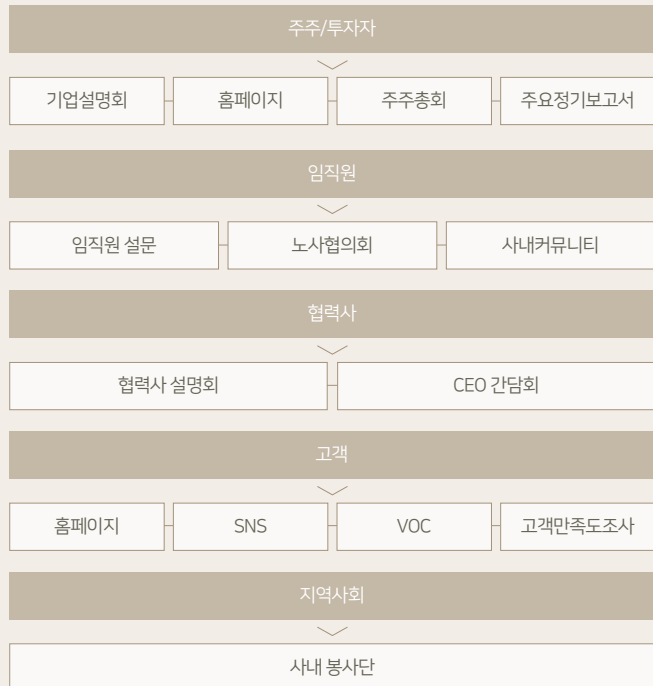 주주/투자자
기업설명회 홈페이지 주주총회 주요정기보고서
임직원
임직원 설문 노사협의회 사내커뮤니티
협력사
협력사 설명회 CEO 간담회
고객
홈페이지 SNS VOC 고객만족도조사
지역사회
사내 봉사단